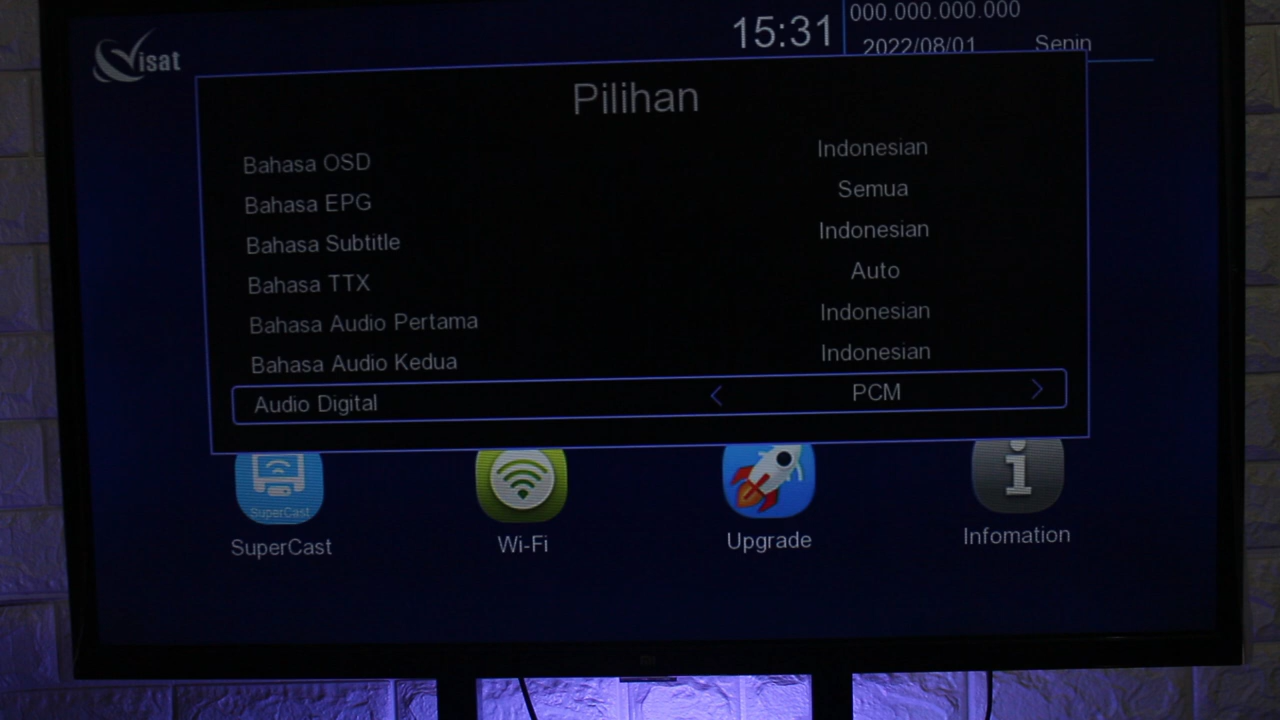 Visat
15:31
000.000.000.000
2022/08/01 Senin
Pilihan
Bahasa OSD Indonesian
Bahasa EPG Semua
Bahasa Subtitle Indonesian
Bahasa TTX Auto
Bahasa Audio Pertama Indonesian
Bahasa Audio Kedua Indonesian
Audio Digital < PCM >
SuperCast
SuperCast
Wi-Fi
Upgrade
Infomation